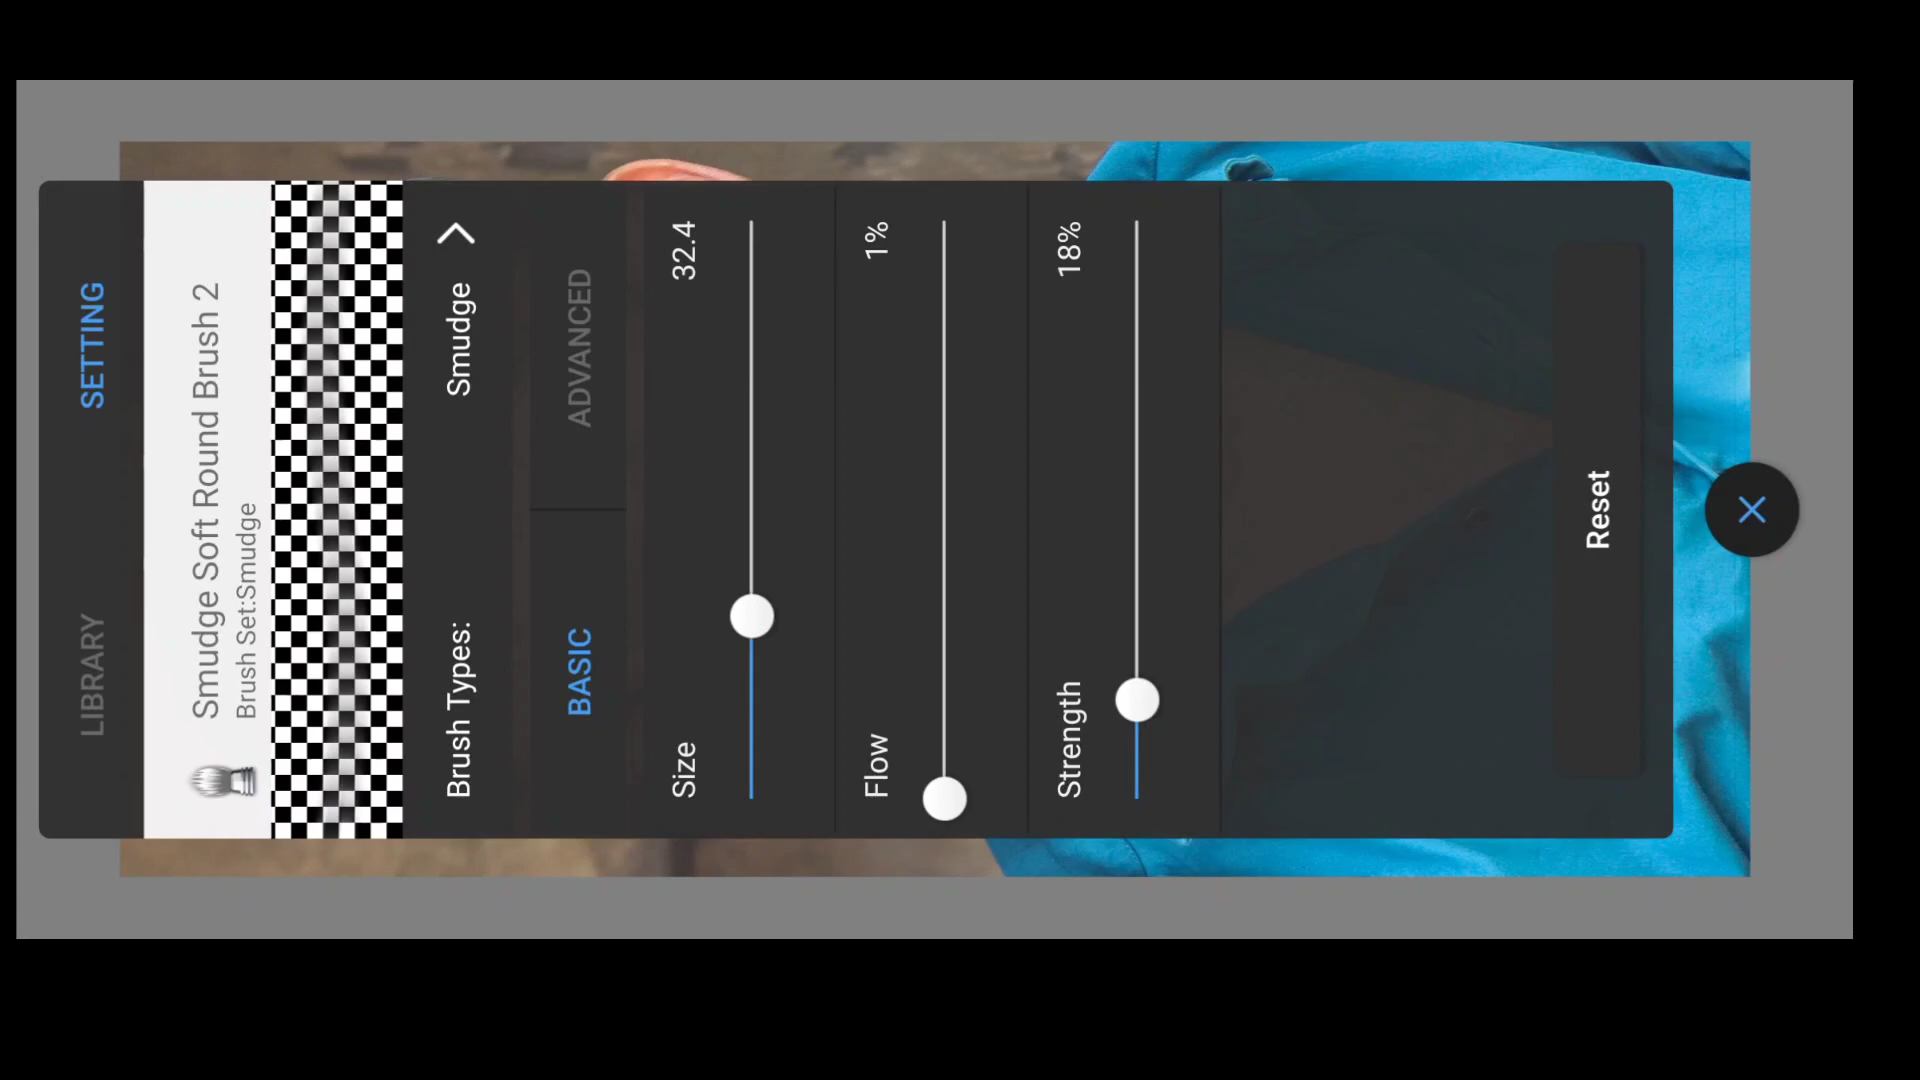 LIBRARY SETTING
Smudge Soft Round Brush 2
Brush Set:Smudge
Brush Types: Smudge
BASIC ADVANCED
Size 32.4
Flow 1%
Strength 18%
Reset